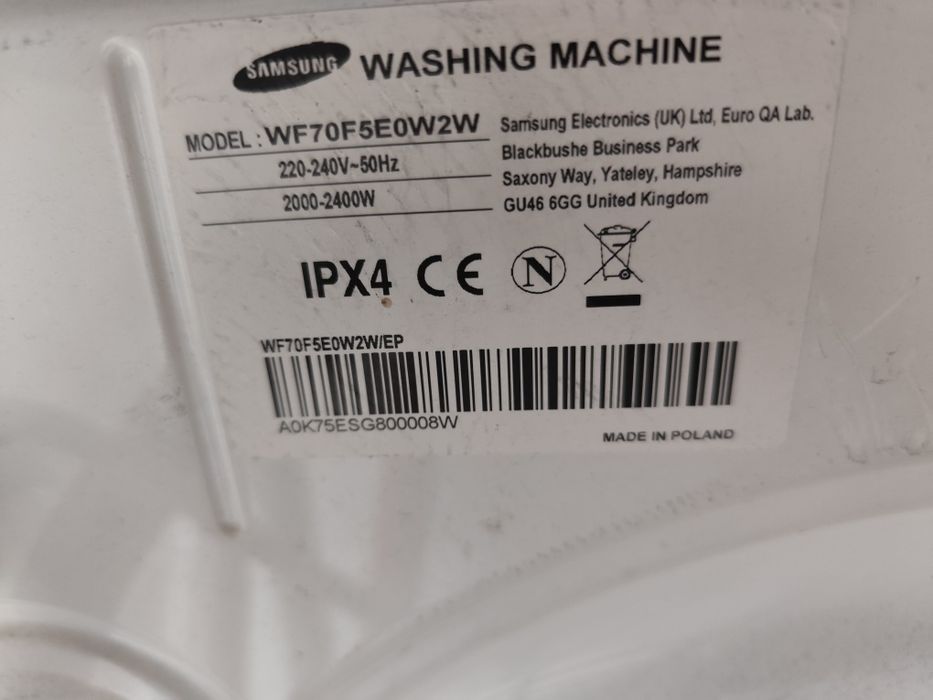 SAMSUNG WASHING MACHINE
MODEL : WF70F5E0W2W
220-240V~50Hz
2000-2400W
Samsung Electronics (UK) Ltd, Euro QA Lab.
Blackbushe Business Park
Saxony Way, Yateley, Hampshire
GU46 6GG United Kingdom
IPX4 CE N
WF70F5E0W2W/EP
A0K75ESG800008W
MADE IN POLAND